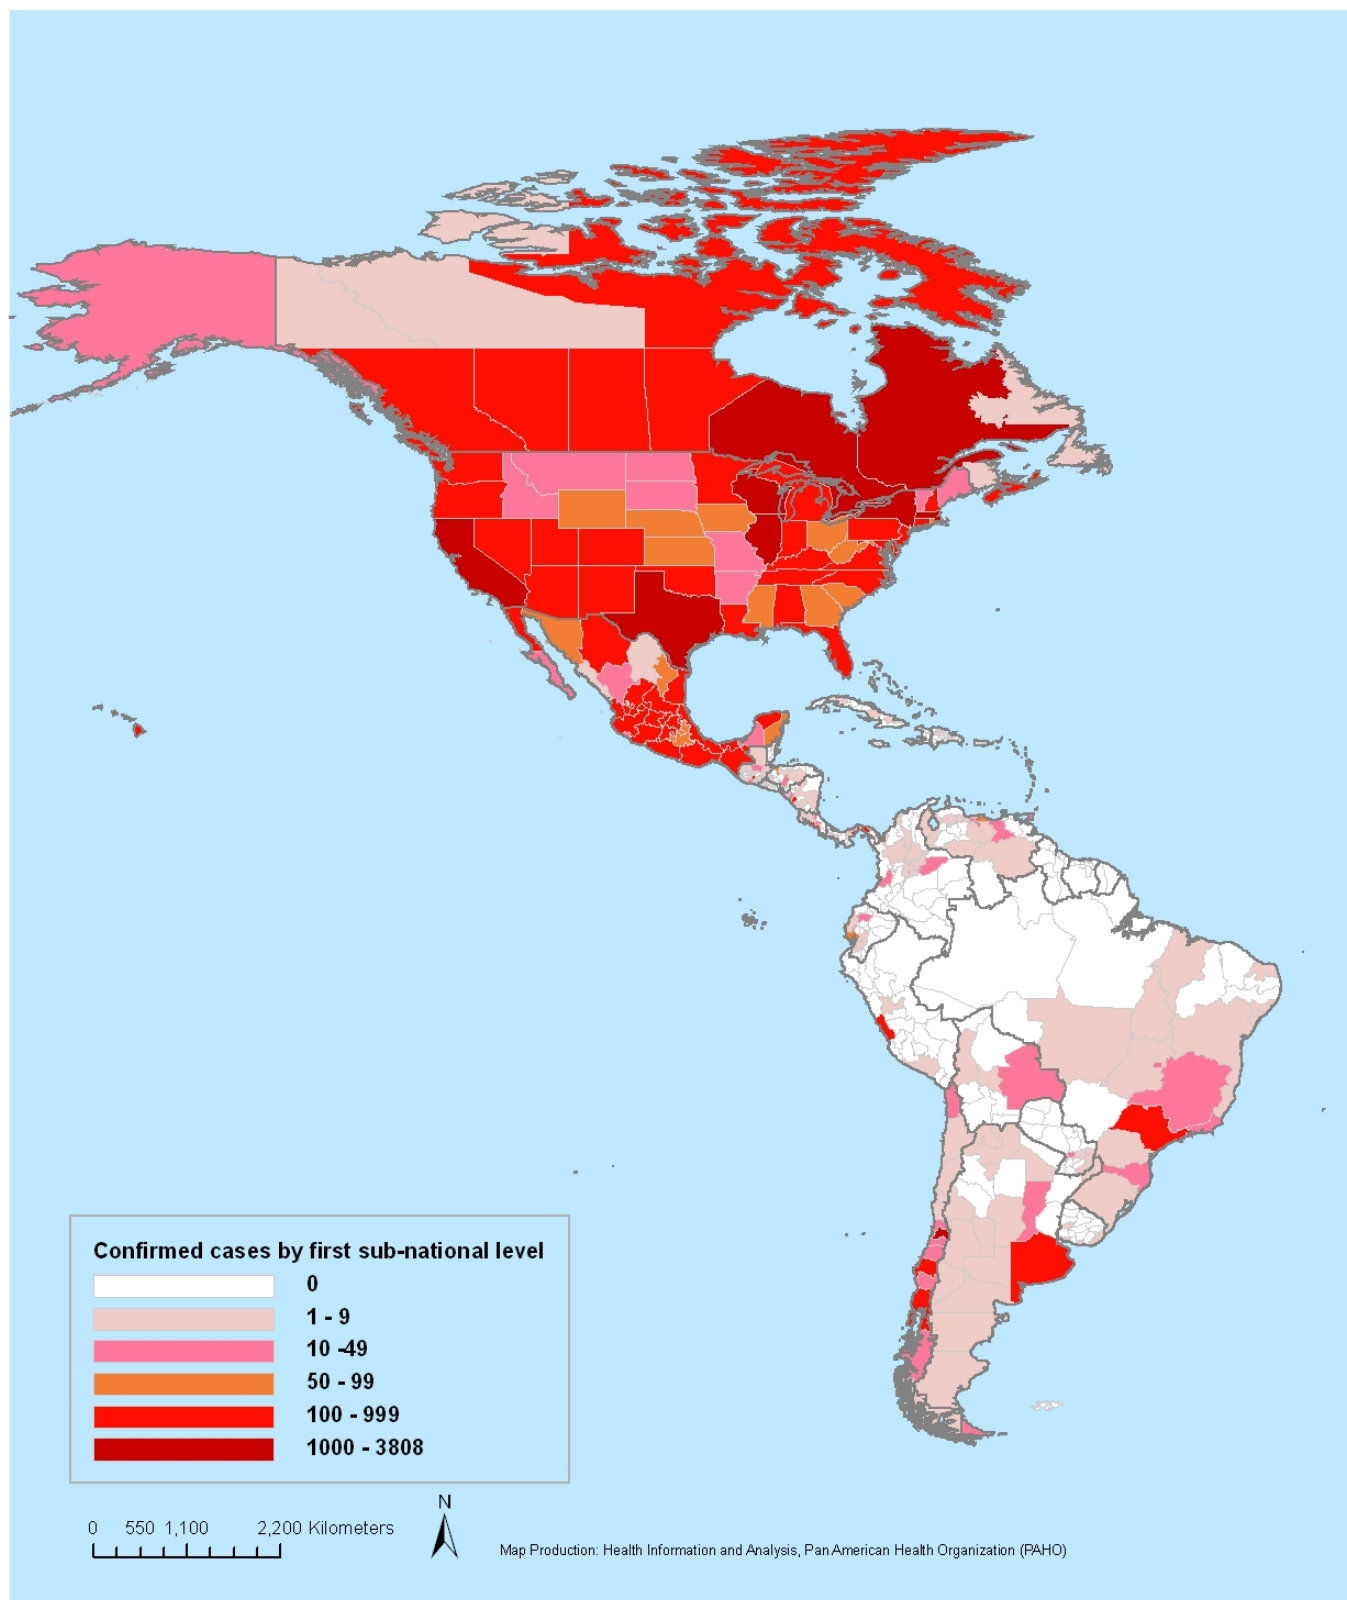 Confirmed cases by first sub-national level
0
1 - 9
10 -49
50 - 99
100 - 999
1000 - 3808
N
0 550 1,100 2,200 Kilometers
Map Production: Health Information and Analysis, Pan American Health Organization (PAHO)